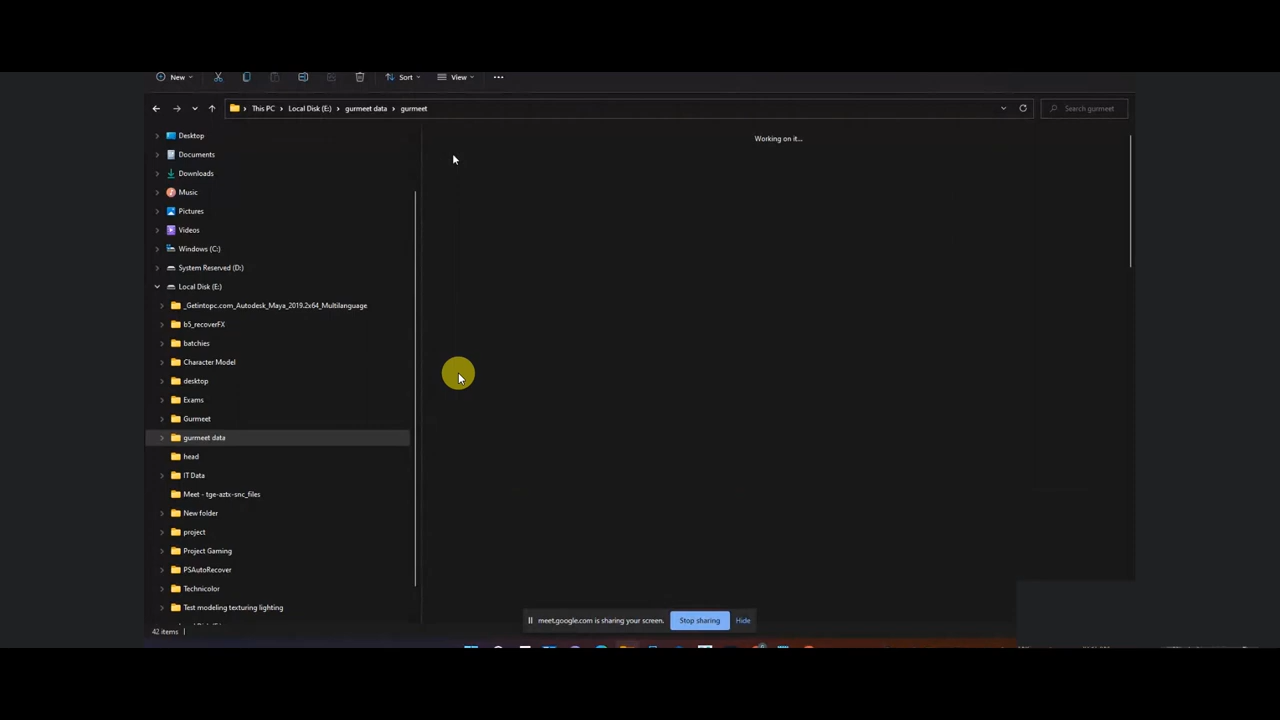 New
Sort
View
This PC
Local Disk (E:)
gurmeet data
gurmeet
Search gurmeet
Desktop
Documents
Downloads
Music
Pictures
Videos
Windows (C:)
System Reserved (D:)
Local Disk (E:)
_Getintopc.com_Autodesk_Maya_2019.2x64_Multilanguage
b5_recoverFX
batchies
Character Model
desktop
Exams
Gurmeet
gurmeet data
head
IT Data
Meet - tge-aztx-snc_files
New folder
project
Project Gaming
PSAutoRecover
Technicolor
Test modeling texturing lighting
42 items
Working on it...
meet.google.com is sharing your screen.
Stop sharing
Hide